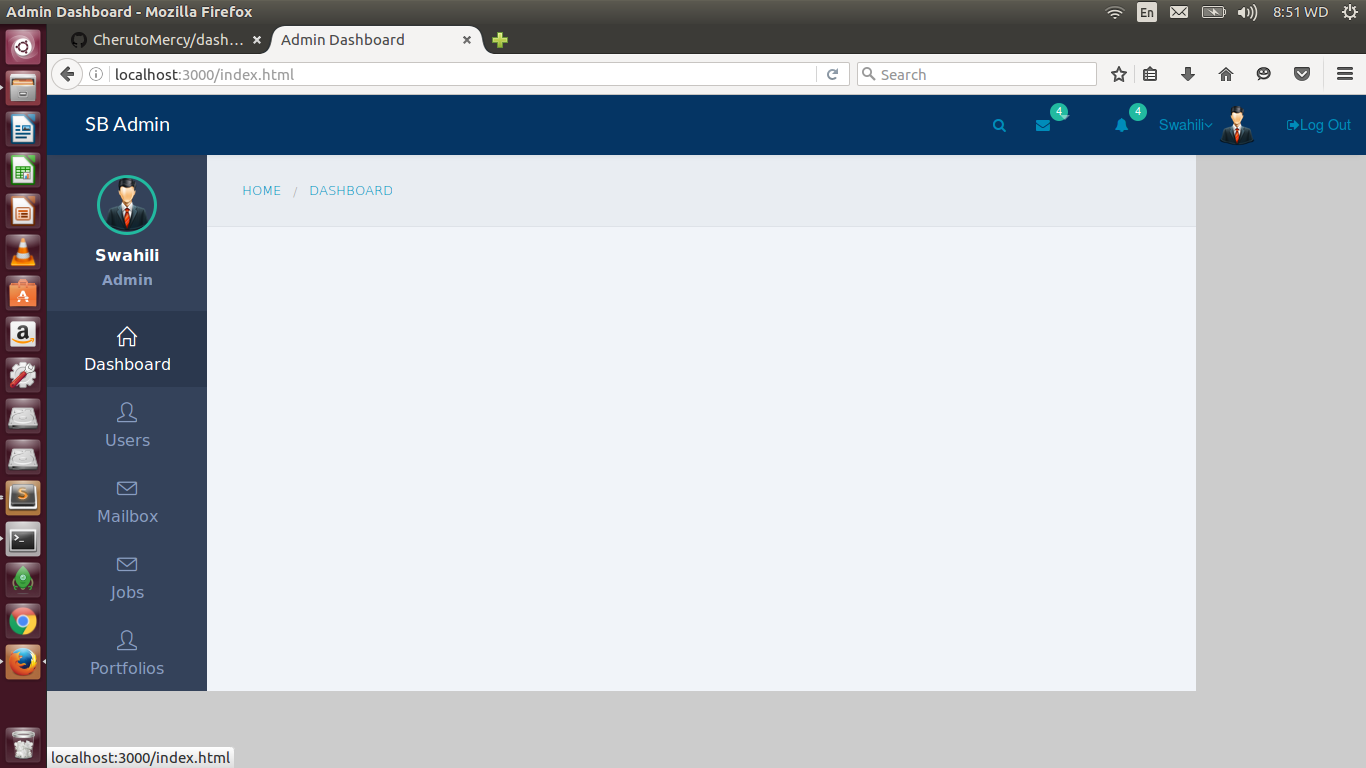 Admin Dashboard - Mozilla Firefox
En
8:51 WD
CherutoMercy/dash...
Admin Dashboard
localhost:3000/index.html
Search
SB Admin
4
4
Swahili
Log Out
HOME / DASHBOARD
Swahili
Admin
Dashboard
Users
Mailbox
Jobs
Portfolios
localhost:3000/index.html